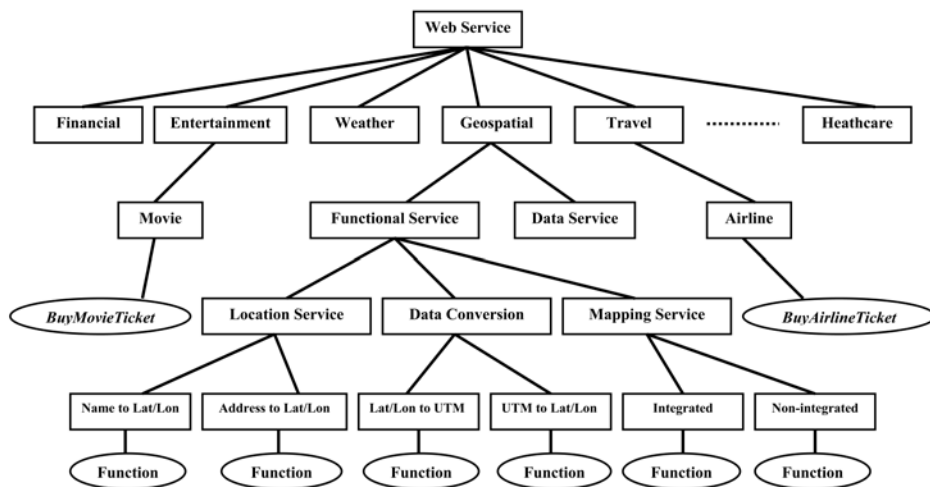 Web Service
Financial
Entertainment
Weather
Geospatial
Travel
Heathcare
Movie
Functional Service
Data Service
Airline
BuyMovieTicket
Location Service
Data Conversion
Mapping Service
BuyAirlineTicket
Name to Lat/Lon
Address to Lat/Lon
Lat/Lon to UTM
UTM to Lat/Lon
Integrated
Non-integrated
Function
Function
Function
Function
Function
Function